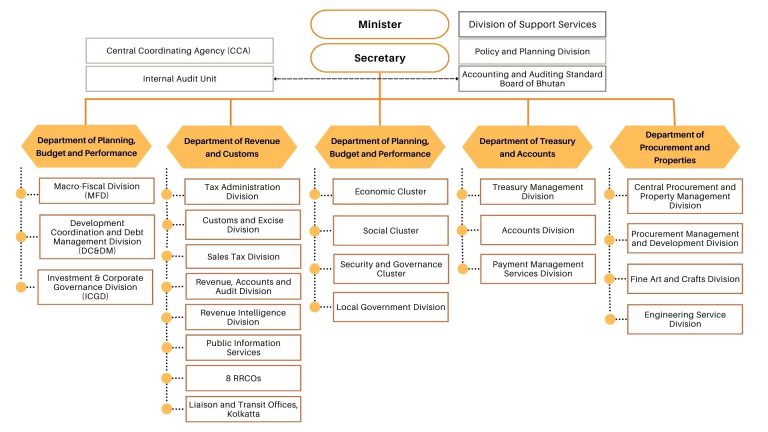 Minister
Division of Support Services
Central Coordinating Agency (CCA)
Policy and Planning Division
Secretary
Internal Audit Unit
Accounting and Auditing Standard
Board of Bhutan
Department of Planning,
Budget and Performance
Macro-Fiscal Division
(MFD)
Development
Coordination and Debt
Management Division
(DC&DM)
Investment & Corporate
Governance Division
(ICGD)
Department of Revenue
and Customs
Tax Administration
Division
Customs and Excise
Division
Sales Tax Division
Revenue, Accounts and
Audit Division
Revenue Intelligence
Division
Public Information
Services
8 RRCOs
Liaison and Transit Offices,
Kolkatta
Department of Planning,
Budget and Performance
Economic Cluster
Social Cluster
Security and Governance
Cluster
Local Government Division
Department of Treasury
and Accounts
Treasury Management
Division
Accounts Division
Payment Management
Services Division
Department of
Procurement and
Properties
Central Procurement and
Property Management
Division
Procurement Management
and Development Division
Fine Art and Crafts Division
Engineering Service
Division